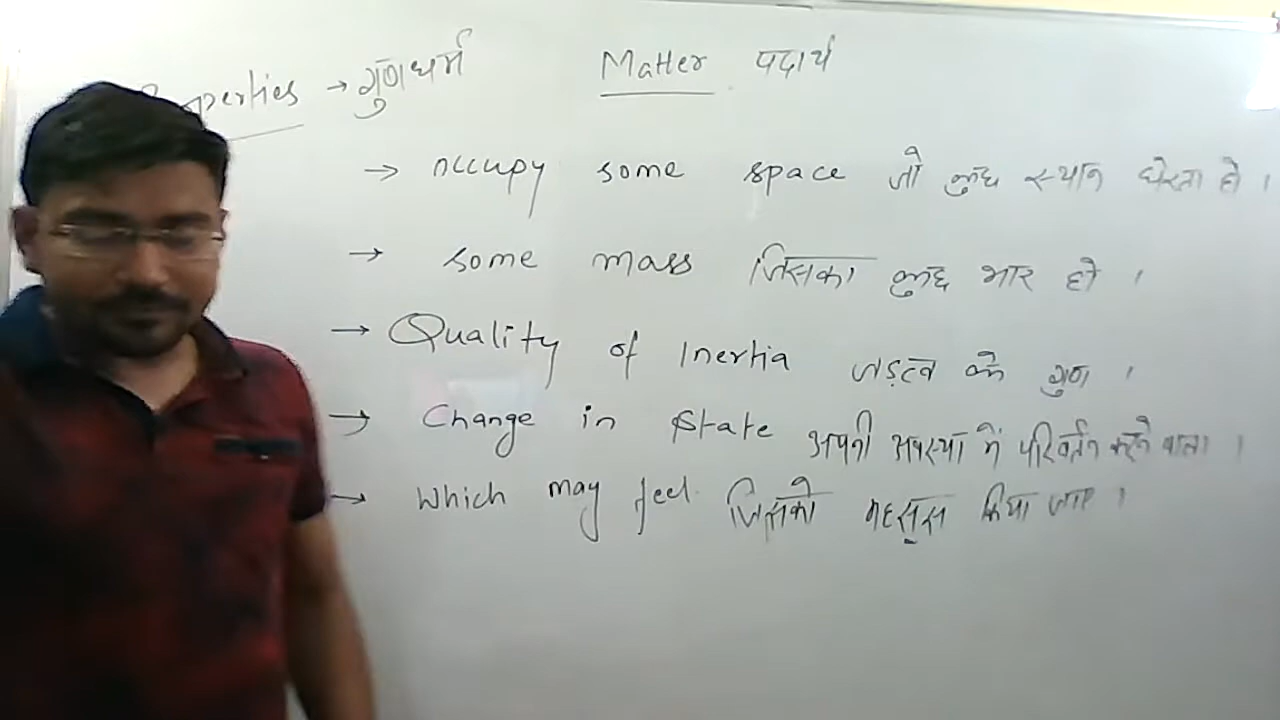 Properties → गुणधर्म Matter पदार्थ
→ occupy some space जो कुछ स्थान घेरता हो ।
→ some mass जिसका कुछ भार हो ।
→ Quality of Inertia जड़त्व के गुण ।
→ Change in State अपनी अवस्था में परिवर्तन करने वाला ।
→ which may feel जिसको महसूस किया जाए ।